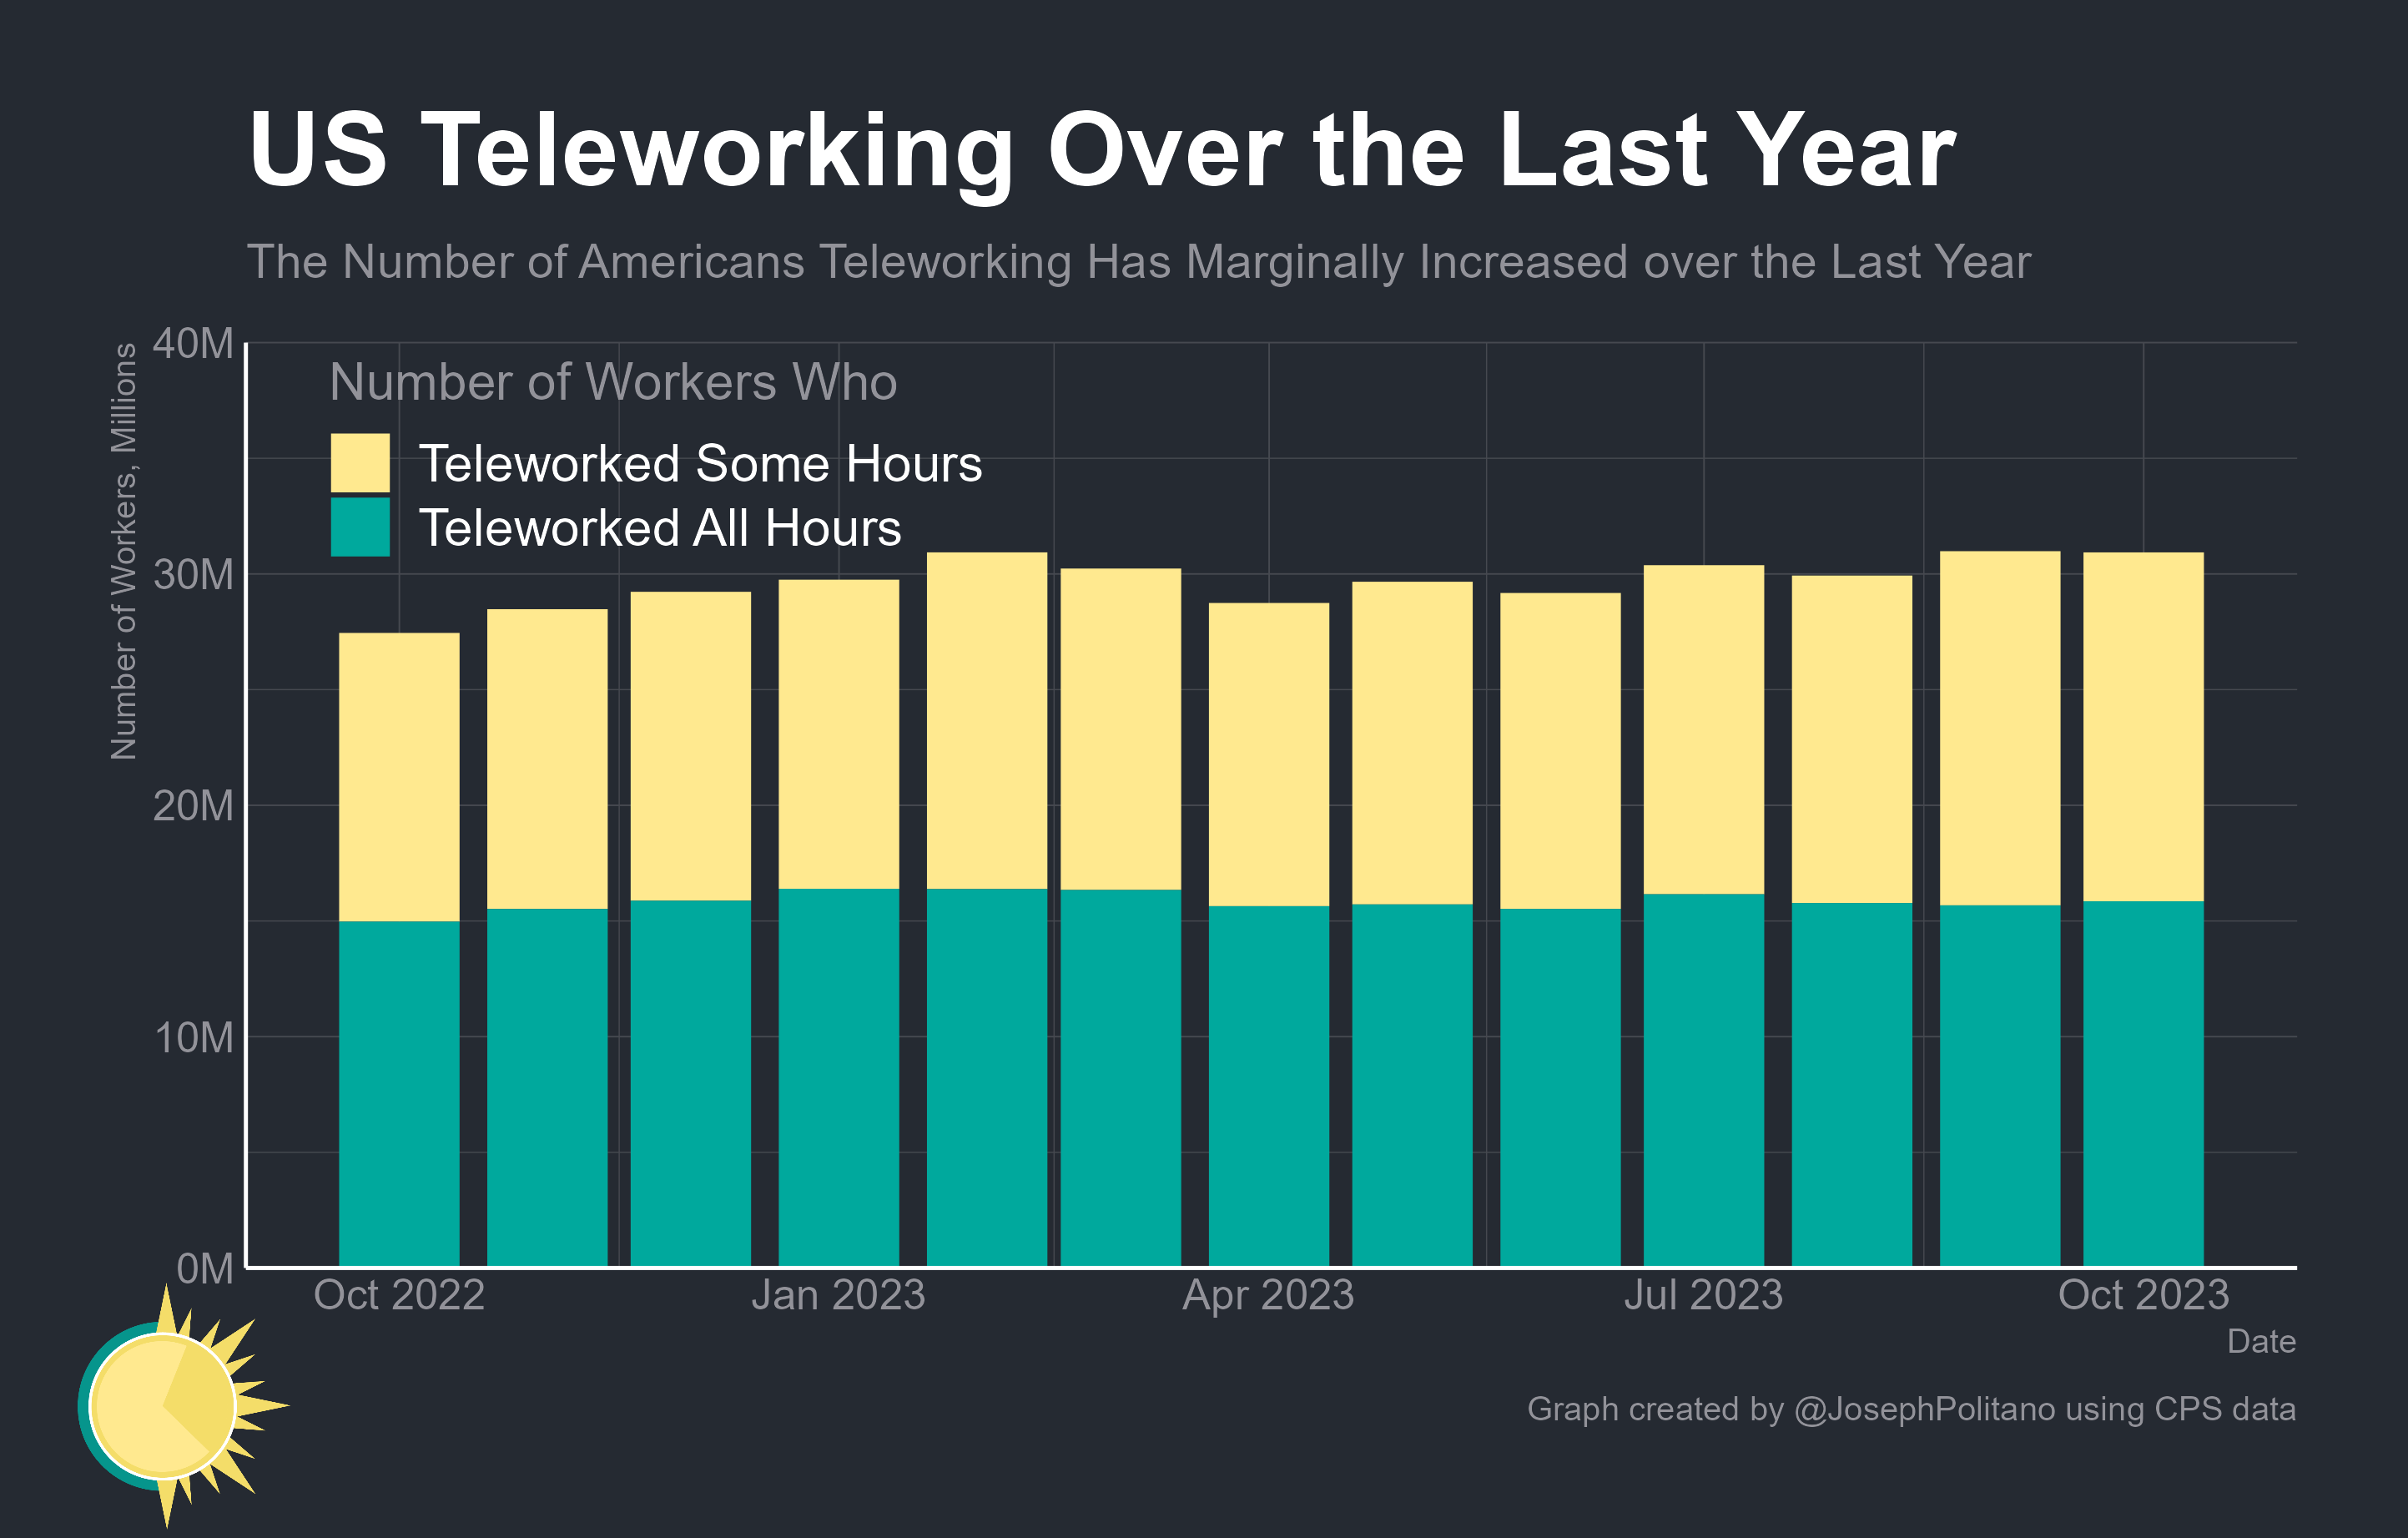 US Teleworking Over the Last Year
The Number of Americans Teleworking Has Marginally Increased over the Last Year
Number of Workers, Millions
40M
30M
20M
10M
0M
Number of Workers Who
Teleworked Some Hours
Teleworked All Hours
Oct 2022
Jan 2023
Apr 2023
Jul 2023
Oct 2023
Date
Graph created by @JosephPolitano using CPS data